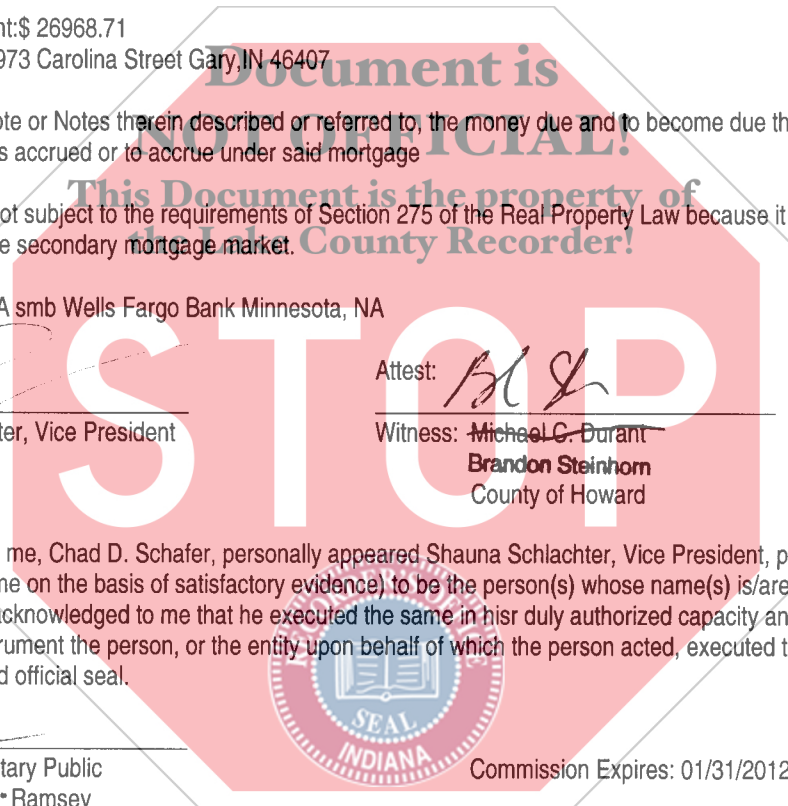 nt:$ 26968.71
973 Carolina Street Gary,IN 46407
Document is
NOT OFFICIAL!
ote or Notes therein described or referred to, the money due and to become due th
s accrued or to accrue under said mortgage
This Document is the property of
the Lake County Recorder!
ot subject to the requirements of Section 275 of the Real Property Law because it
e secondary mortgage market.
A smb Wells Fargo Bank Minnesota, NA
STOP
Attest:
ter, Vice President
Witness: Michael C. Durant
Brandon Steinhorn
County of Howard
me, Chad D. Schafer, personally appeared Shauna Schlachter, Vice President, p
me on the basis of satisfactory evidence) to be the person(s) whose name(s) is/are
acknowledged to me that he executed the same in hisr duly authorized capacity an
rument the person, or the entity upon behalf of which the person acted, executed t
d official seal.
RECORDER'S OFFICE
SEAL
INDIANA
tary Public
Commission Expires: 01/31/2012
Ramsey